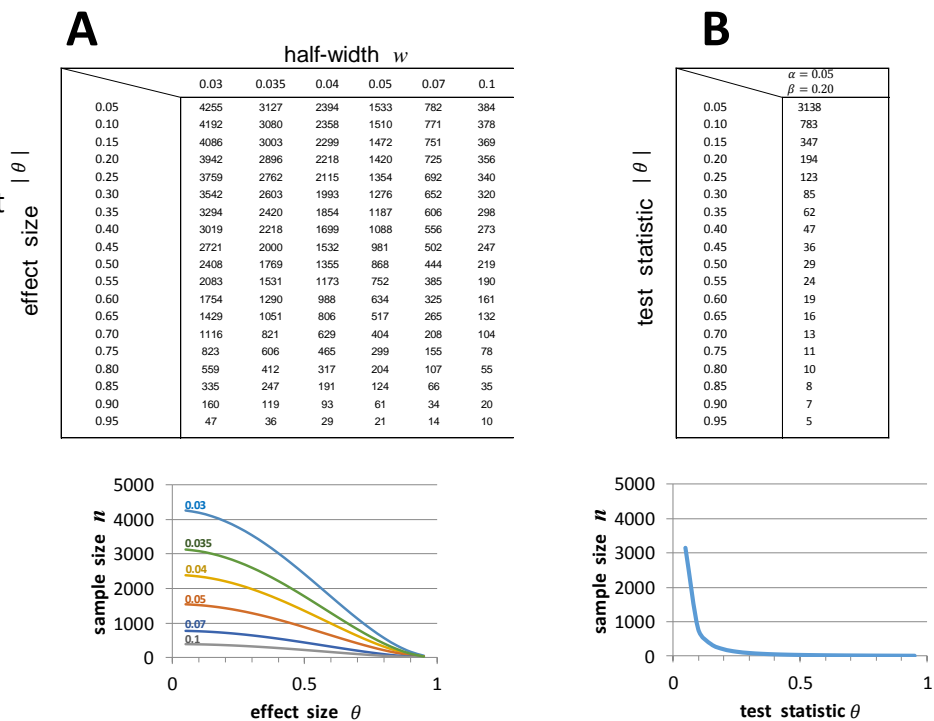 A
B
half-width w
0.03 0.035 0.04 0.05 0.07 0.1
0.05 4255 3127 2394 1533 782 384
0.10 4192 3080 2358 1510 771 378
0.15 4086 3003 2299 1472 751 369
0.20 3942 2896 2218 1420 725 356
0.25 3759 2762 2115 1354 692 340
0.30 3542 2603 1993 1276 652 320
0.35 3294 2420 1854 1187 606 298
0.40 3019 2218 1699 1088 556 273
0.45 2721 2000 1532 981 502 247
0.50 2408 1769 1355 868 444 219
0.55 2083 1531 1173 752 385 190
0.60 1754 1290 988 634 325 161
0.65 1429 1051 806 517 265 132
0.70 1116 821 629 404 208 104
0.75 823 606 465 299 155 78
0.80 559 412 317 204 107 55
0.85 335 247 191 124 66 35
0.90 160 119 93 61 34 20
0.95 47 36 29 21 14 10
effect size |θ|
α = 0.05
β = 0.20
0.05 3138
0.10 783
0.15 347
0.20 194
0.25 123
0.30 85
0.35 62
0.40 47
0.45 36
0.50 29
0.55 24
0.60 19
0.65 16
0.70 13
0.75 11
0.80 10
0.85 8
0.90 7
0.95 5
test statistic |θ|
sample size n
5000
4000
3000
2000
1000
0
0.03
0.035
0.04
0.05
0.07
0.1
0 0.5 1
effect size θ
sample size n
5000
4000
3000
2000
1000
0
0 0.5 1
test statistic θ